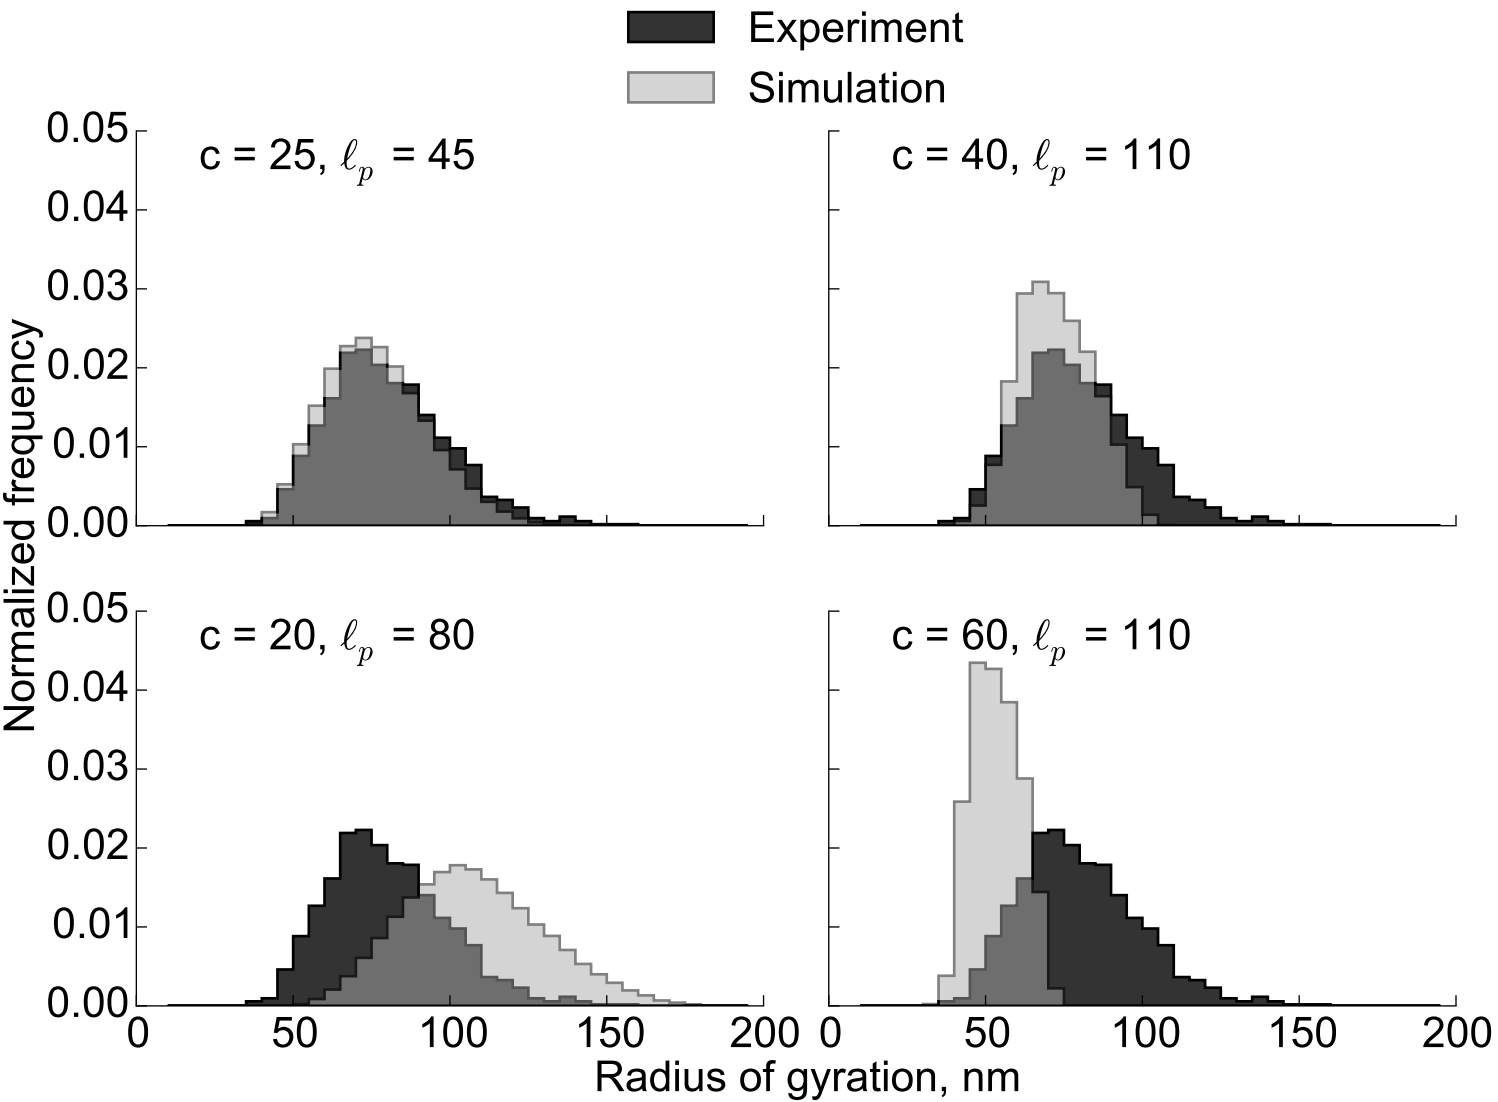 Experiment
Simulation
c = 25, ℓp = 45
c = 40, ℓp = 110
0.05
0.04
0.03
0.02
0.01
0.00
Normalized frequency
c = 20, ℓp = 80
c = 60, ℓp = 110
0.05
0.04
0.03
0.02
0.01
0.00
0 50 100 150 200 0 50 100 150 200
Radius of gyration, nm